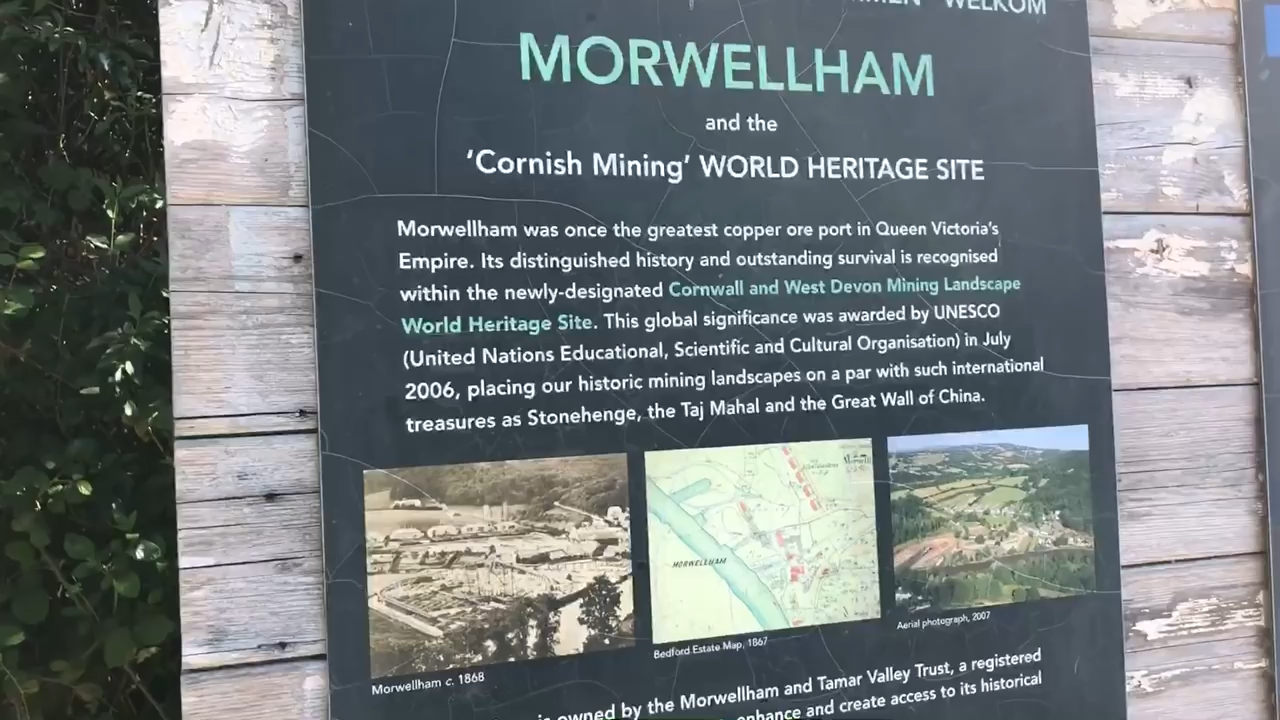 WELKOM
MORWELLHAM
and the
'Cornish Mining' WORLD HERITAGE SITE
Morwellham was once the greatest copper ore port in Queen Victoria's
Empire. Its distinguished history and outstanding survival is recognised
within the newly-designated Cornwall and West Devon Mining Landscape
World Heritage Site. This global significance was awarded by UNESCO
(United Nations Educational, Scientific and Cultural Organisation) in July
2006, placing our historic mining landscapes on a par with such international
treasures as Stonehenge, the Taj Mahal and the Great Wall of China.
MORWELLHAM
Morwellham c. 1868
Bedford Estate Map, 1867
Aerial photograph, 2007
is owned by the Morwellham and Tamar Valley Trust, a registered
enhance and create access to its historical